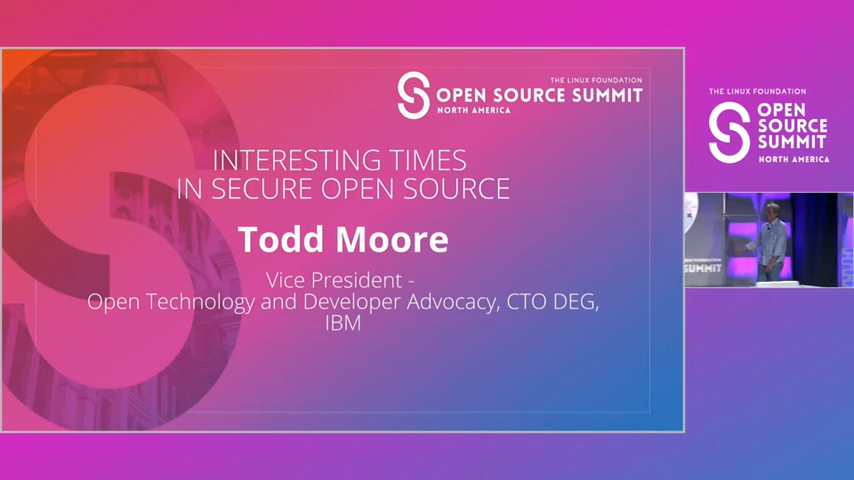 THE LINUX FOUNDATION
OPEN SOURCE SUMMIT
NORTH AMERICA
INTERESTING TIMES
IN SECURE OPEN SOURCE
Todd Moore
Vice President -
Open Technology and Developer Advocacy, CTO DEG,
IBM
THE LINUX FOUNDATION
OPEN
SOURCE
SUMMIT
NORTH AMERICA
SUMMIT